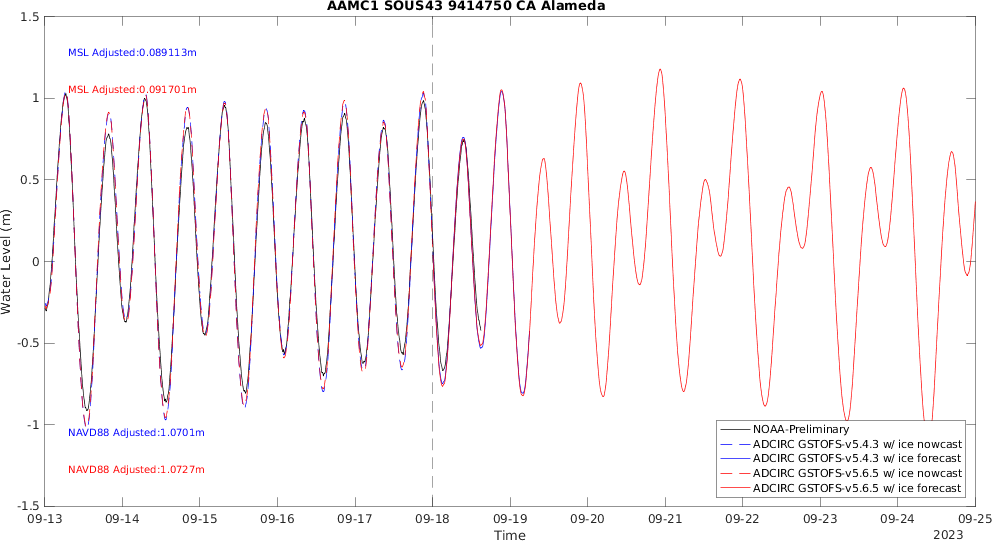 AAMC1 SOUS43 9414750 CA Alameda
MSL Adjusted:0.089113m
MSL Adjusted:0.091701m
NAVD88 Adjusted:1.0701m
NAVD88 Adjusted:1.0727m
Water Level (m)
1.5
1
0.5
0
-0.5
-1
-1.5
NOAA-Preliminary
ADCIRC GSTOFS-v5.4.3 w/ ice nowcast
ADCIRC GSTOFS-v5.4.3 w/ ice forecast
ADCIRC GSTOFS-v5.6.5 w/ ice nowcast
ADCIRC GSTOFS-v5.6.5 w/ ice forecast
09-13 09-14 09-15 09-16 09-17 09-18 09-19 09-20 09-21 09-22 09-23 09-24 09-25
Time
2023